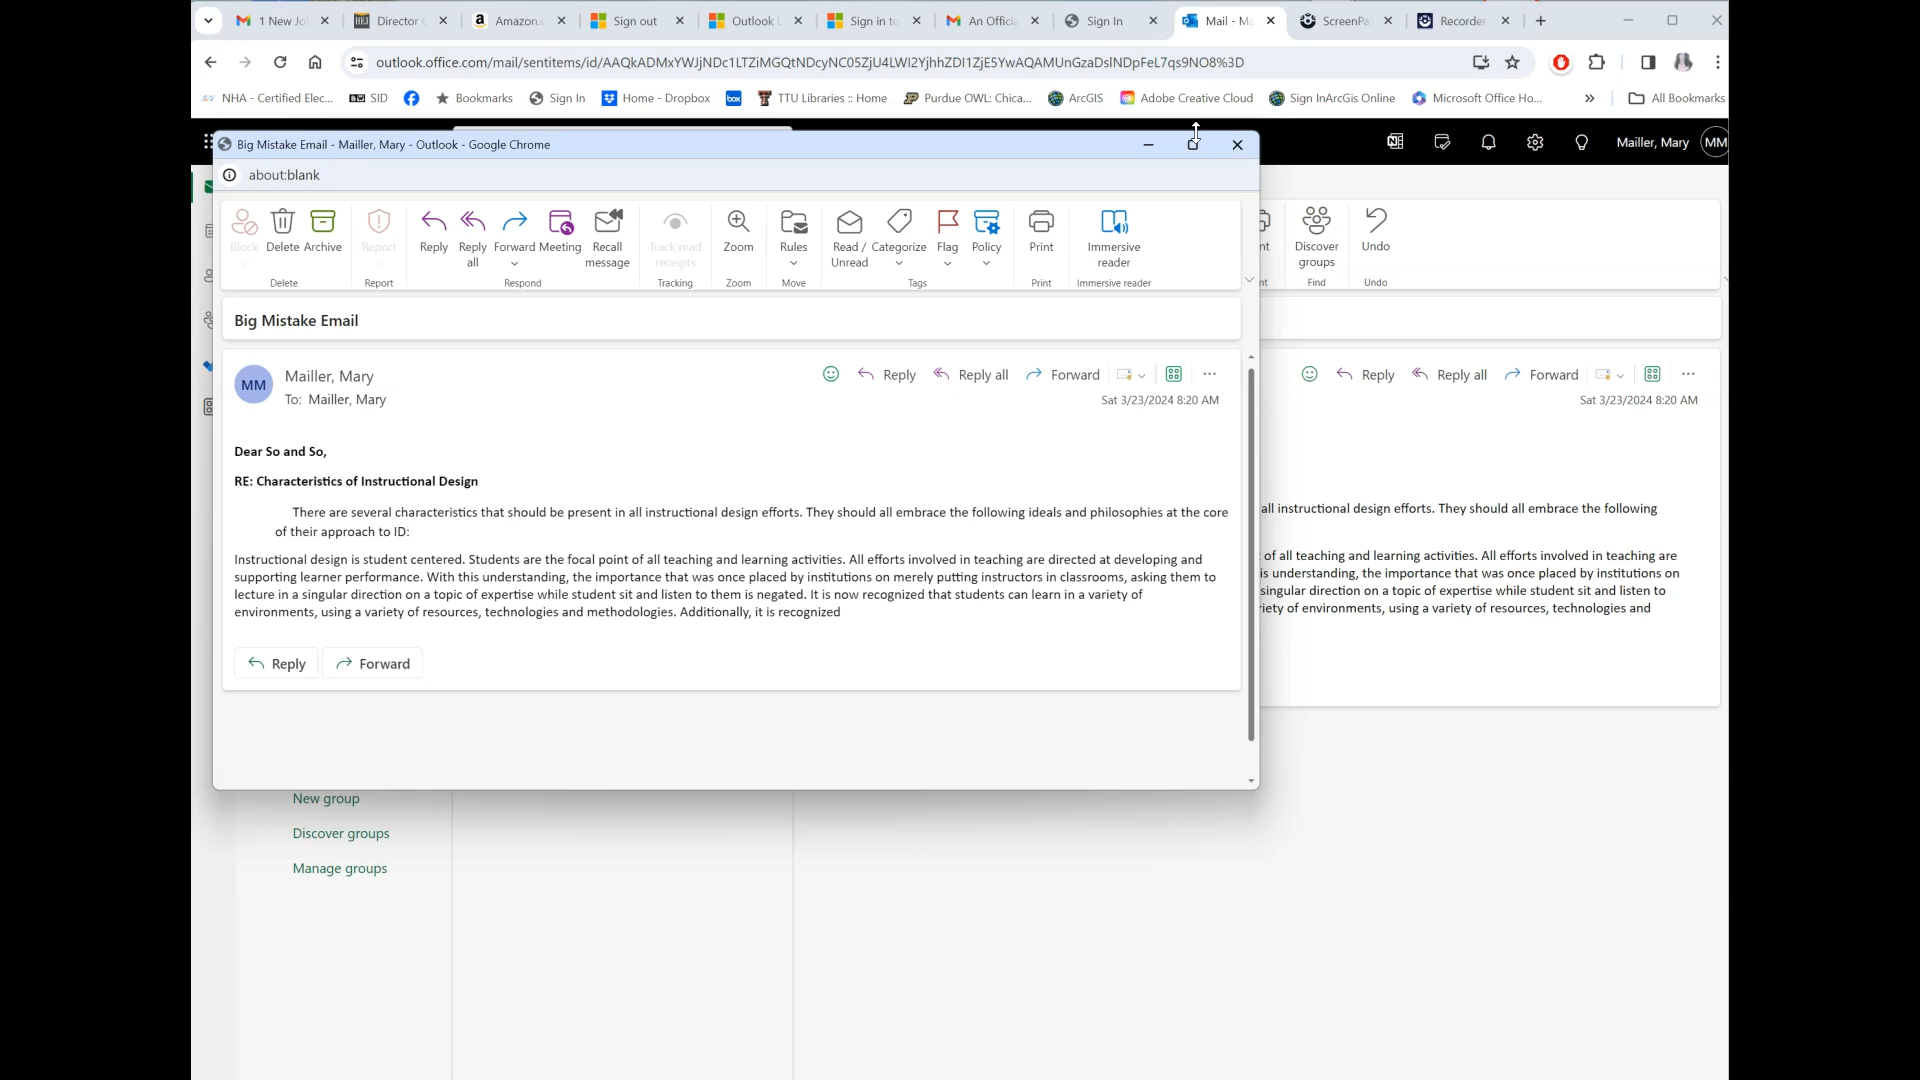 1 New Jo
Director
Amazon.
Sign out
Outlook
Sign in to
An Offici
Sign In
Mail - Ma
ScreenPa
Recorder
outlook.office.com/mail/sentitems/id/AAQkADMxYWJjNDc1LTZiMGQtNDcyNC05ZjU4LWI2YjhhZDI1ZjE5YwAQAMUnGzaDslNDpFeL7qs9NO8%3D
NHA - Certified Elec...
SID
Bookmarks
Sign In
Home - Dropbox
box
TTU Libraries :: Home
Purdue OWL: Chica...
ArcGIS
Adobe Creative Cloud
Sign InArcGis Online
Microsoft Office Ho...
All Bookmarks
Mailler, Mary
MM
Big Mistake Email - Mailler, Mary - Outlook - Google Chrome
about:blank
Block
Delete
Archive
Report
Reply
Reply all
Forward
Meeting
Recall message
Track read receipts
Zoom
Rules
Read / Unread
Categorize
Flag
Policy
Print
Immersive reader
Delete
Report
Respond
Tracking
Zoom
Move
Tags
Print
Immersive reader
nt
Discover groups
Undo
nt
Find
Undo
Big Mistake Email
MM
Mailler, Mary
To: Mailler, Mary
Reply
Reply all
Forward
Sat 3/23/2024 8:20 AM
Dear So and So,
RE: Characteristics of Instructional Design
There are several characteristics that should be present in all instructional design efforts. They should all embrace the following ideals and philosophies at the core
of their approach to ID:
Instructional design is student centered. Students are the focal point of all teaching and learning activities. All efforts involved in teaching are directed at developing and
supporting learner performance. With this understanding, the importance that was once placed by institutions on merely putting instructors in classrooms, asking them to
lecture in a singular direction on a topic of expertise while student sit and listen to them is negated. It is now recognized that students can learn in a variety of
environments, using a variety of resources, technologies and methodologies. Additionally, it is recognized
Reply
Forward
Reply
Reply all
Forward
Sat 3/23/2024 8:20 AM
all instructional design efforts. They should all embrace the following
of all teaching and learning activities. All efforts involved in teaching are
is understanding, the importance that was once placed by institutions on
singular direction on a topic of expertise while student sit and listen to
riety of environments, using a variety of resources, technologies and
New group
Discover groups
Manage groups